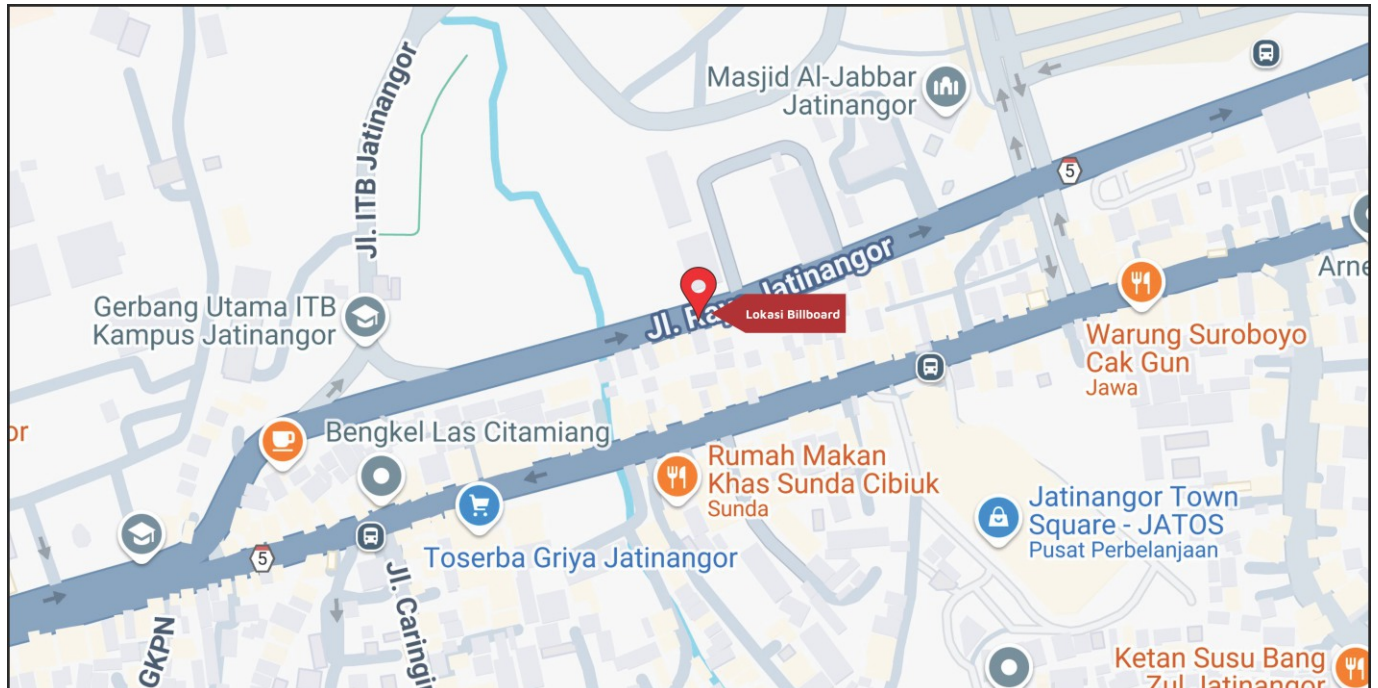 Masjid Al-Jabbar
Jatinangor
Jl. ITB Jatinangor
5
Arne
Gerbang Utama ITB
Kampus Jatinangor
Jl. Raya Jatinangor
Lokasi Billboard
Warung Suroboyo
Cak Gun
Jawa
or
Bengkel Las Citamiang
Rumah Makan
Khas Sunda Cibiuk
Sunda
Jatinangor Town
Square - JATOS
Pusat Perbelanjaan
5
Toserba Griya Jatinangor
GKPN
Jl. Caringi
Ketan Susu Bang
Zul Jatinangor